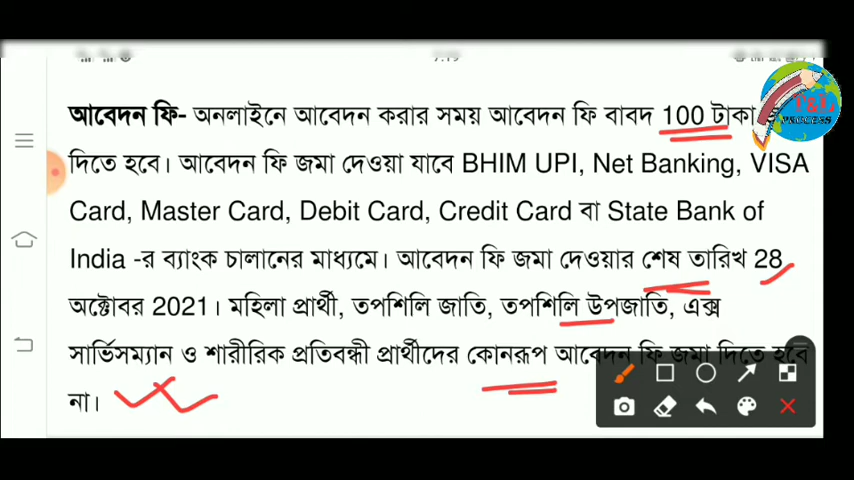 আবেদন ফি- অনলাইনে আবেদন করার সময় আবেদন ফি বাবদ 100 টাকা
দিতে হবে। আবেদন ফি জমা দেওয়া যাবে BHIM UPI, Net Banking, VISA
Card, Master Card, Debit Card, Credit Card বা State Bank of
India -র ব্যাংক চালানের মাধ্যমে। আবেদন ফি জমা দেওয়ার শেষ তারিখ 28
অক্টোবর 2021। মহিলা প্রার্থী, তপশিলি জাতি, তপশিলি উপজাতি, এক্স
সার্ভিসম্যান ও শারীরিক প্রতিবন্ধী প্রার্থীদের কোনরূপ আবেদন ফি জমা দিতে হবে
না।